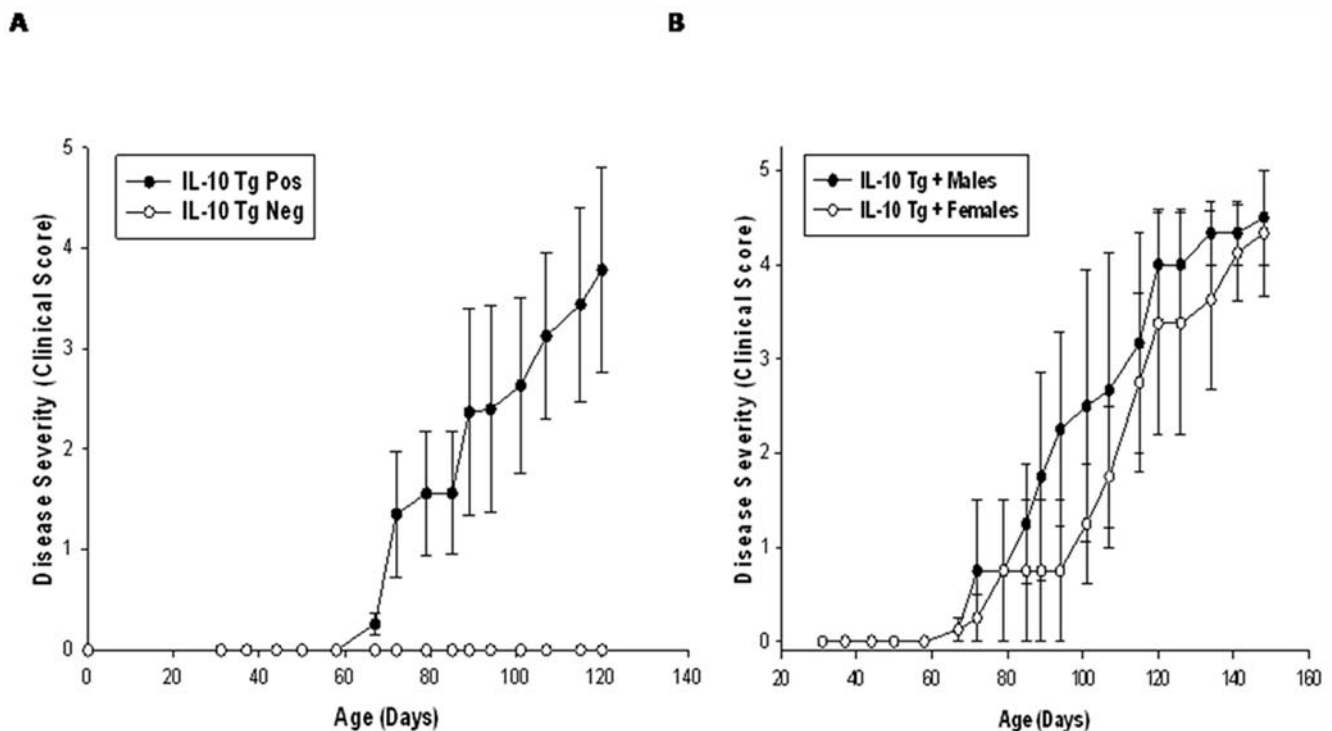 A
B
5
4
3
2
1
0
Disease Severity (Clinical Score)
IL-10 Tg Pos
IL-10 Tg Neg
0 20 40 60 80 100 120 140
Age (Days)
5
4
3
2
1
0
Disease Severity (Clinical Score)
IL-10 Tg + Males
IL-10 Tg + Females
20 40 60 80 100 120 140 160
Age (Days)